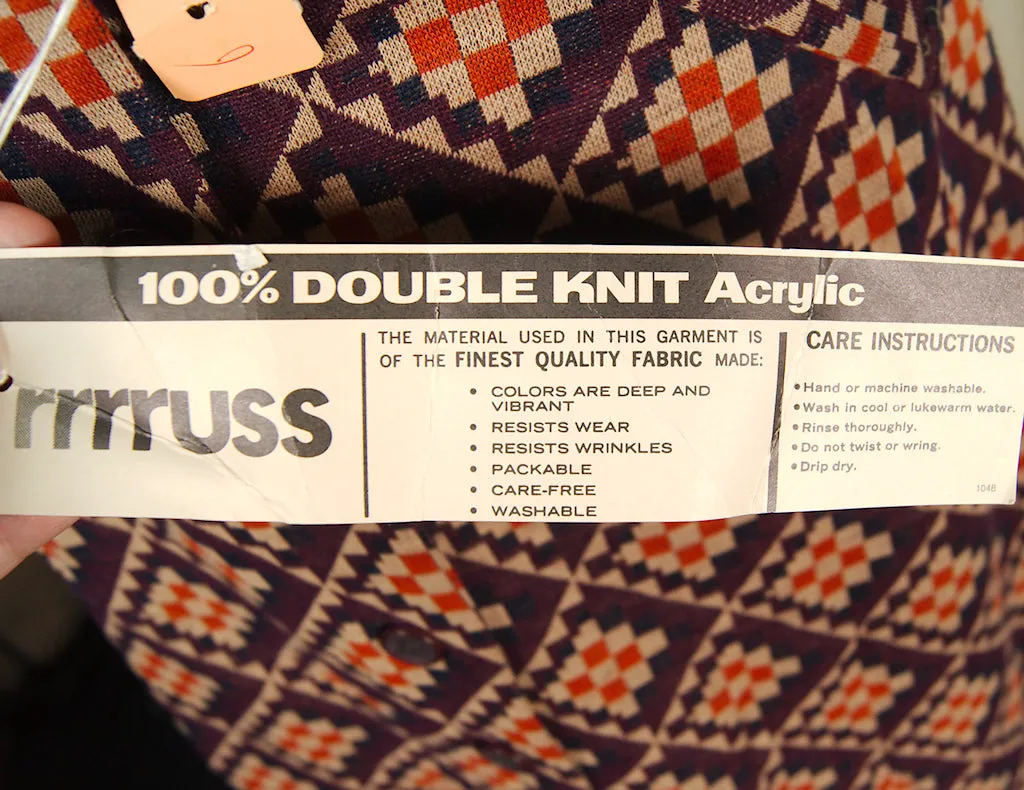 100% DOUBLE KNIT Acrylic
rrrrruss
THE MATERIAL USED IN THIS GARMENT IS
OF THE FINEST QUALITY FABRIC MADE:
• COLORS ARE DEEP AND
VIBRANT
• RESISTS WEAR
• RESISTS WRINKLES
• PACKABLE
• CARE-FREE
• WASHABLE
CARE INSTRUCTIONS
• Hand or machine washable.
• Wash in cool or lukewarm water.
• Rinse thoroughly.
• Do not twist or wring.
• Drip dry.
104B